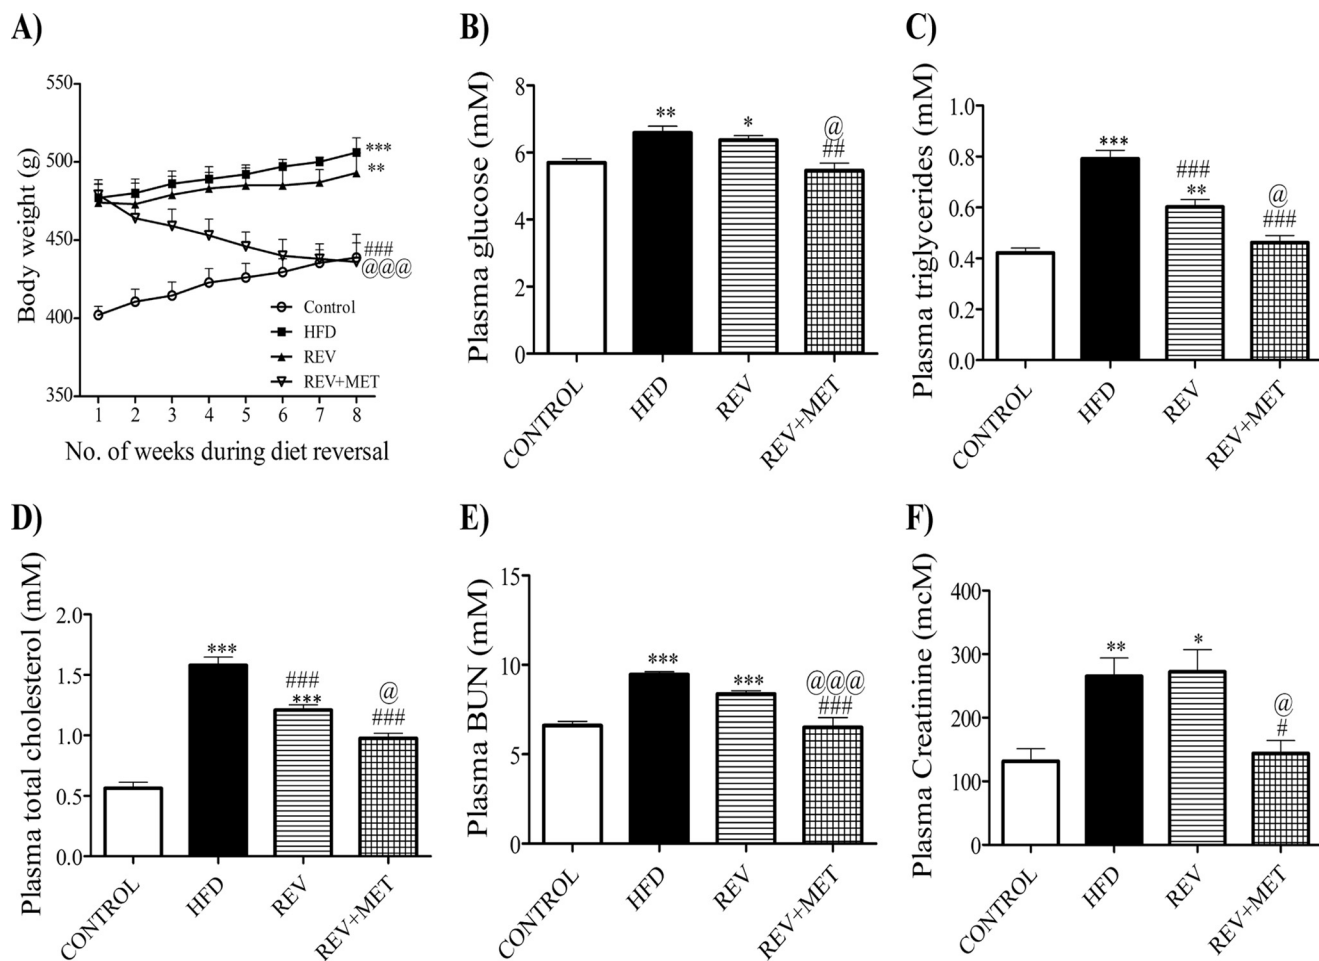 A)
Body weight (g)
550
500
450
400
350
***
**
###
@@@
Control
HFD
REV
REV+MET
1 2 3 4 5 6 7 8
No. of weeks during diet reversal
B)
Plasma glucose (mM)
8
6
4
2
0
**
*
@
##
CONTROL
HFD
REV
REV+MET
C)
Plasma triglycerides (mM)
1.0
0.8
0.6
0.4
0.2
0.0
***
###
**
@
###
CONTROL
HFD
REV
REV+MET
D)
Plasma total cholesterol (mM)
2.0
1.5
1.0
0.5
0.0
***
###
***
@
###
CONTROL
HFD
REV
REV+MET
E)
Plasma BUN (mM)
15
10
5
0
***
***
@@@
###
CONTROL
HFD
REV
REV+MET
F)
Plasma Creatinine (mcM)
400
300
200
100
0
**
*
@
#
CONTROL
HFD
REV
REV+MET